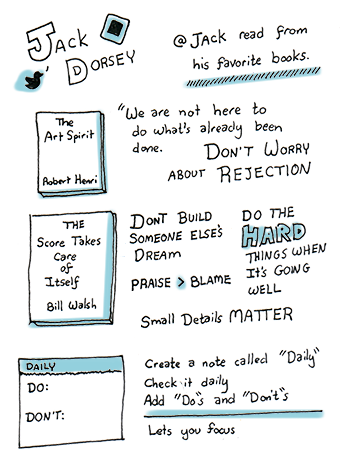 Jack
Dorsey
@Jack read from
his favorite books.
The
Art Spirit
Robert Henri
"We are not here to
do what's already been
done.
Don't Worry
about Rejection
THE
Score Takes
Care
of
Itself
Bill Walsh
Dont Build
someone else's
Dream
Praise > Blame
Do the
HARD
things when
It's going
well
Small Details MATTER
DAILY
DO:
DON'T:
Create a note called "Daily"
Check it daily
Add "Do"s and "Don't"s
Lets you focus